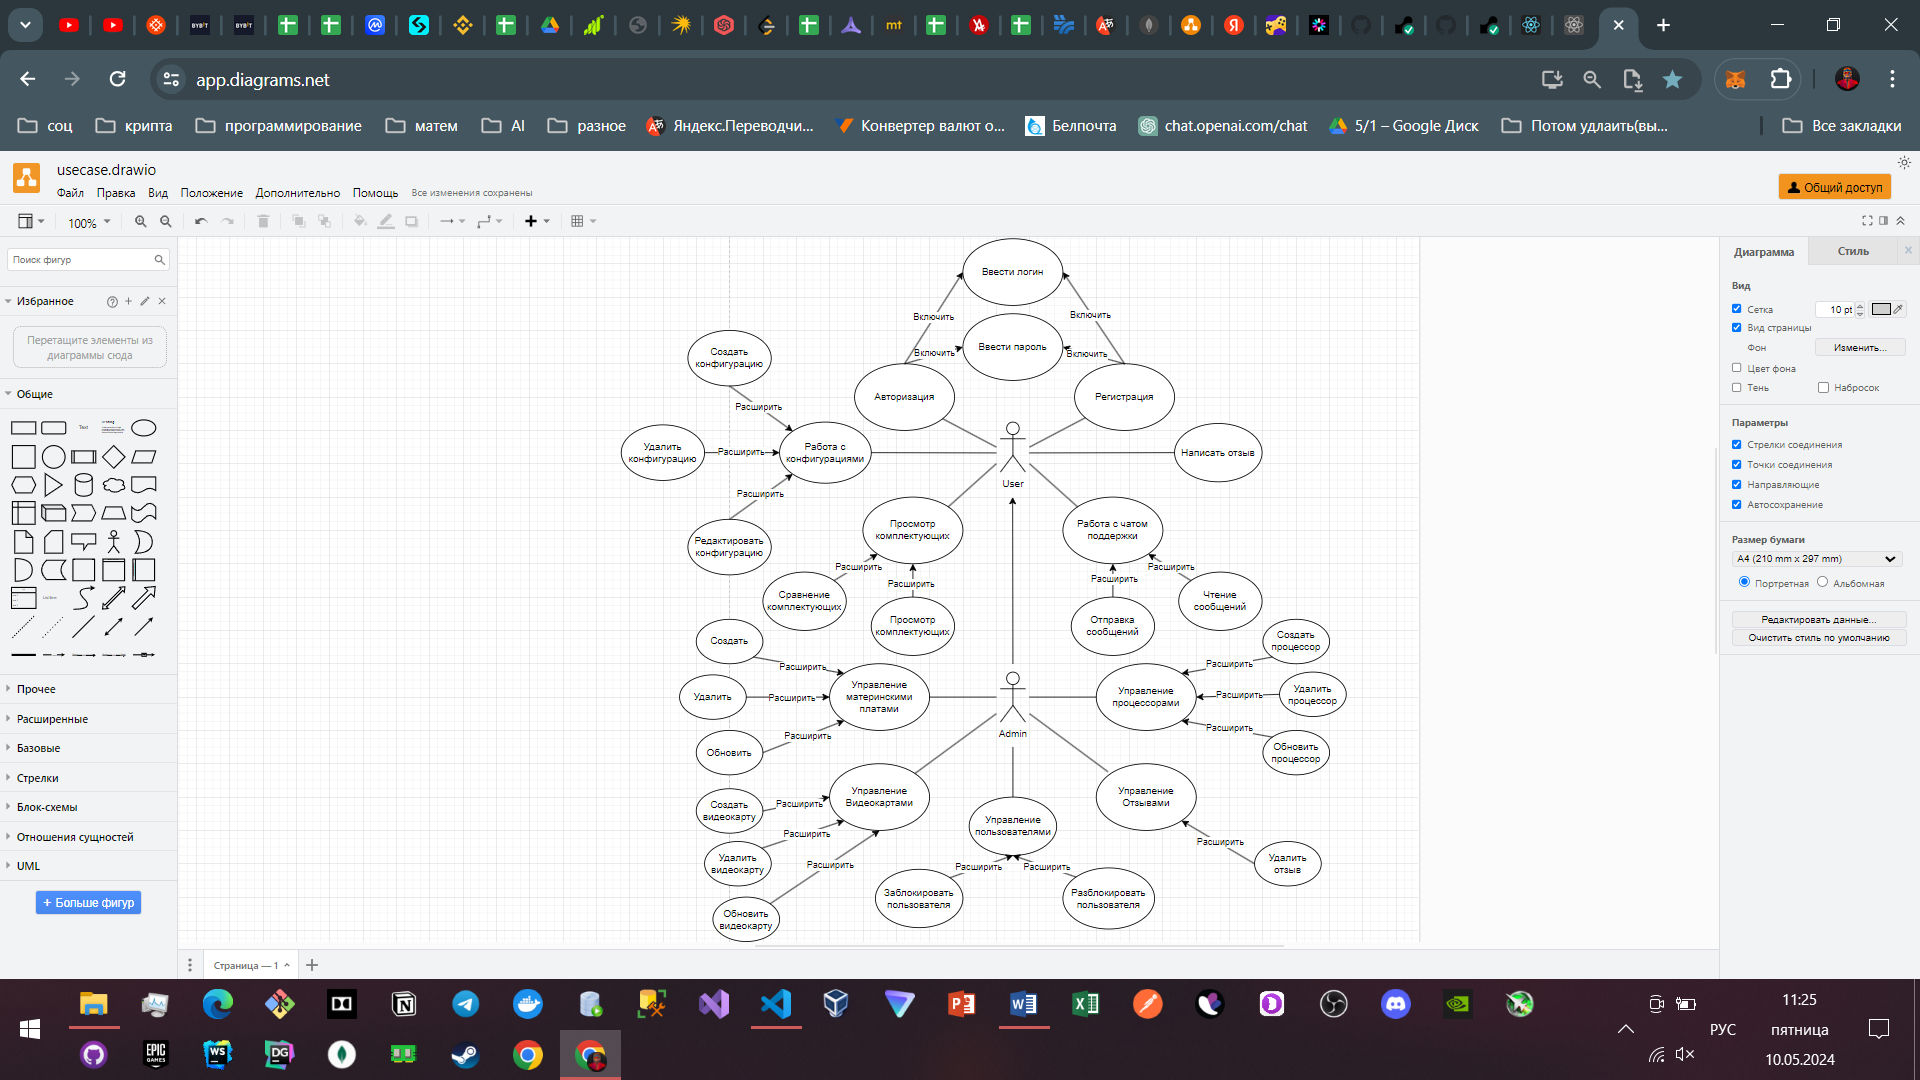 app.diagrams.net
соц
крипта
программирование
матем
AI
разное
Яндекс.Переводчи...
Конвертер валют о...
Белпочта
chat.openai.com/chat
5/1 – Google Диск
Потом удлаить(вы...
Все закладки
usecase.drawio
Файл
Правка
Вид
Положение
Дополнительно
Помощь
Все изменения сохранены
Общий доступ
100%
Поиск фигур
Избранное
Перетащите элементы из
диаграммы сюда
Общие
Text
Прочее
Расширенные
Базовые
Стрелки
Блок-схемы
Отношения сущностей
UML
+ Больше фигур
Ввести логин
Включить
Включить
Ввести пароль
Включить
Включить
Создать
конфигурацию
Авторизация
Регистрация
Расширить
Удалить
конфигурацию
Расширить
Работа с
конфигурациями
Написать отзыв
User
Расширить
Редактировать
конфигурацию
Просмотр
комплектующих
Работа с чатом
поддержки
Расширить
Расширить
Расширить
Расширить
Сравнение
комплектующих
Просмотр
комплектующих
Отправка
сообщений
Чтение
сообщений
Создать
Расширить
Удалить
Расширить
Управление
материнскими
платами
Обновить
Расширить
Admin
Управление
процессорами
Создать
процессор
Расширить
Удалить
процессор
Расширить
Обновить
процессор
Расширить
Управление
Видеокартами
Создать
видеокарту
Расширить
Удалить
видеокарту
Расширить
Обновить
видеокарту
Расширить
Управление
пользователями
Расширить
Расширить
Заблокировать
пользователя
Разблокировать
пользователя
Управление
Отзывами
Расширить
Удалить
отзыв
Диаграмма
Стиль
Вид
Сетка
10 pt
Вид страницы
Фон
Изменить...
Цвет фона
Тень
Набросок
Параметры
Стрелки соединения
Точки соединения
Направляющие
Автосохранение
Размер бумаги
A4 (210 mm x 297 mm)
Портретная
Альбомная
Редактировать данные...
Очистить стиль по умолчанию
Страница — 1
РУС
11:25
пятница
10.05.2024